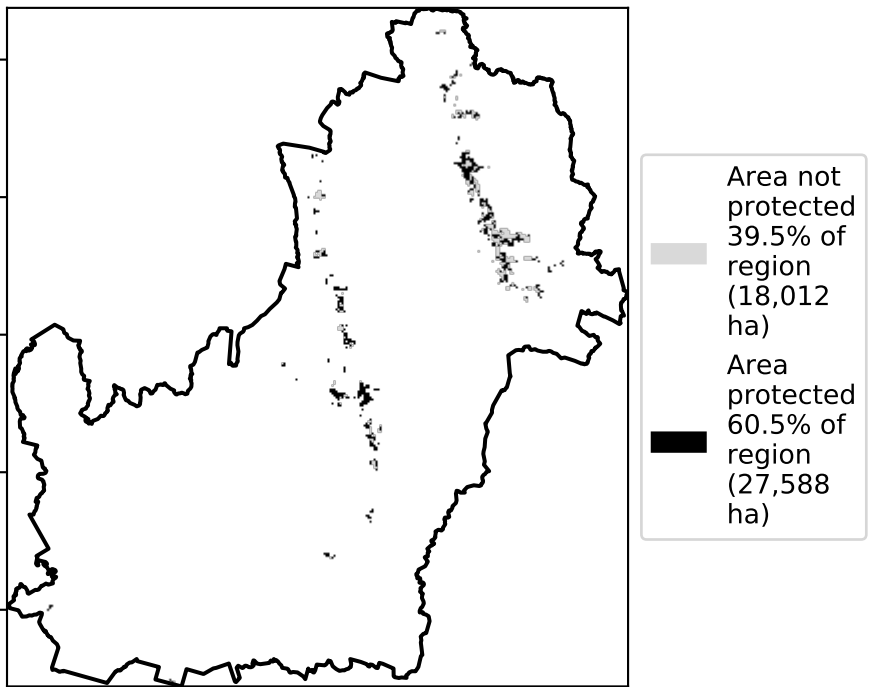 Area not
protected
39.5% of
region
(18,012
ha)
Area
protected
60.5% of
region
(27,588
ha)